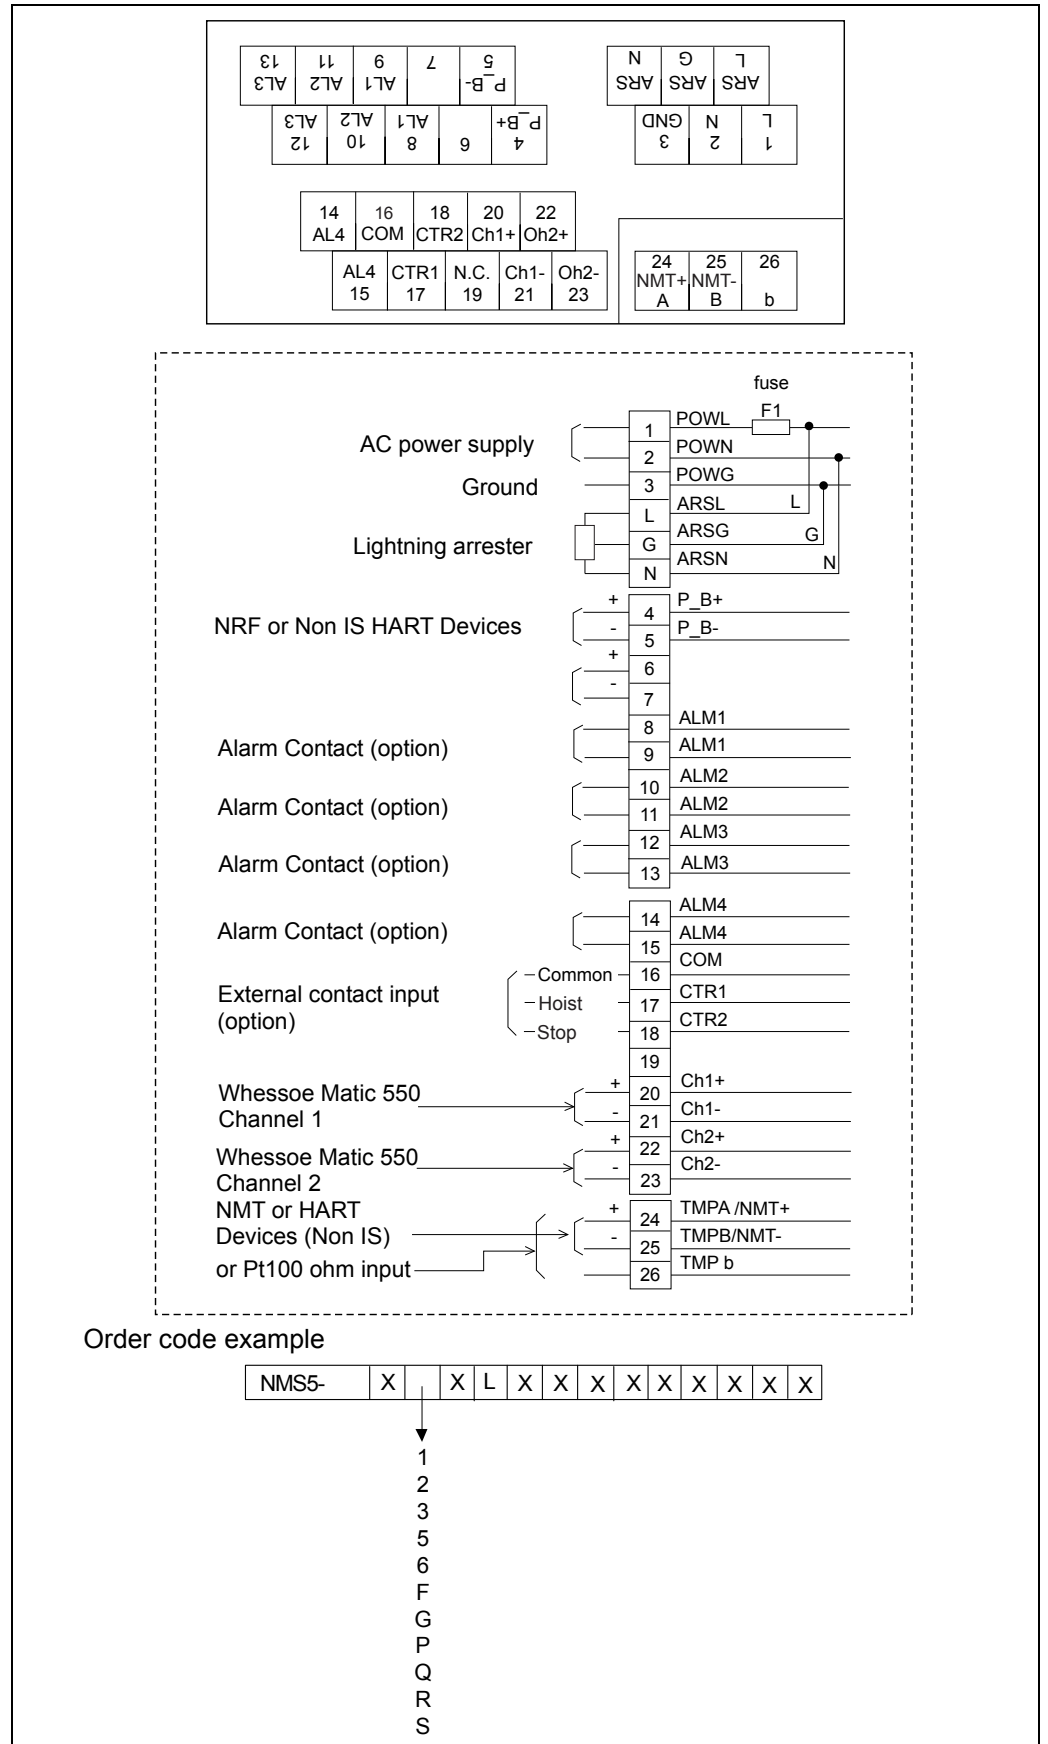 13 11 9 7 5
AL3 AL2 AL1 P_B-
N G L
ARS ARS ARS
AL3 AL2 AL1 P_B+
12 10 8 6 4
GND N L
3 2 1
14 16 18 20 22
AL4 COM CTR2 Ch1+ Oh2+
AL4 CTR1 N.C. Ch1- Oh2-
15 17 19 21 23
24 25 26
NMT+ NMT-
A B b
fuse
F1
AC power supply
1 POWL
2 POWN
Ground 3 POWG
L ARSL L
Lightning arrester G ARSG G
N ARSN N
NRF or Non IS HART Devices
+ 4 P_B+
- 5 P_B-
+ 6
- 7
Alarm Contact (option)
8 ALM1
9 ALM1
Alarm Contact (option)
10 ALM2
11 ALM2
Alarm Contact (option)
12 ALM3
13 ALM3
Alarm Contact (option)
14 ALM4
15 ALM4
External contact input
(option)
Common 16 COM
Hoist 17 CTR1
Stop 18 CTR2
19
Whessoe Matic 550
Channel 1
+ 20 Ch1+
- 21 Ch1-
Whessoe Matic 550
Channel 2
+ 22 Ch2+
- 23 Ch2-
NMT or HART
Devices (Non IS)
or Pt100 ohm input
+ 24 TMPA /NMT+
- 25 TMPB/NMT-
26 TMP b
Order code example
NMS5- X X L X X X X X X X X X
1
2
3
5
6
F
G
P
Q
R
S